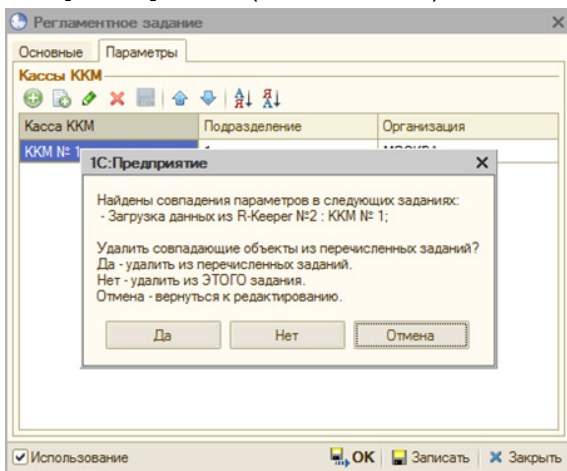 Регламентное задание
Основные Параметры
Кассы ККМ
Касса ККМ Подразделение Организация
ККМ № 1
1С:Предприятие
Найдены совпадения параметров в следующих заданиях:
- Загрузка данных из R-Keeper №2 : ККМ № 1;
Удалить совпадающие объекты из перечисленных заданий?
Да - удалить из перечисленных заданий.
Нет - удалить из ЭТОГО задания.
Отмена - вернуться к редактированию.
Да Нет Отмена
Использование OK Записать Закрыть